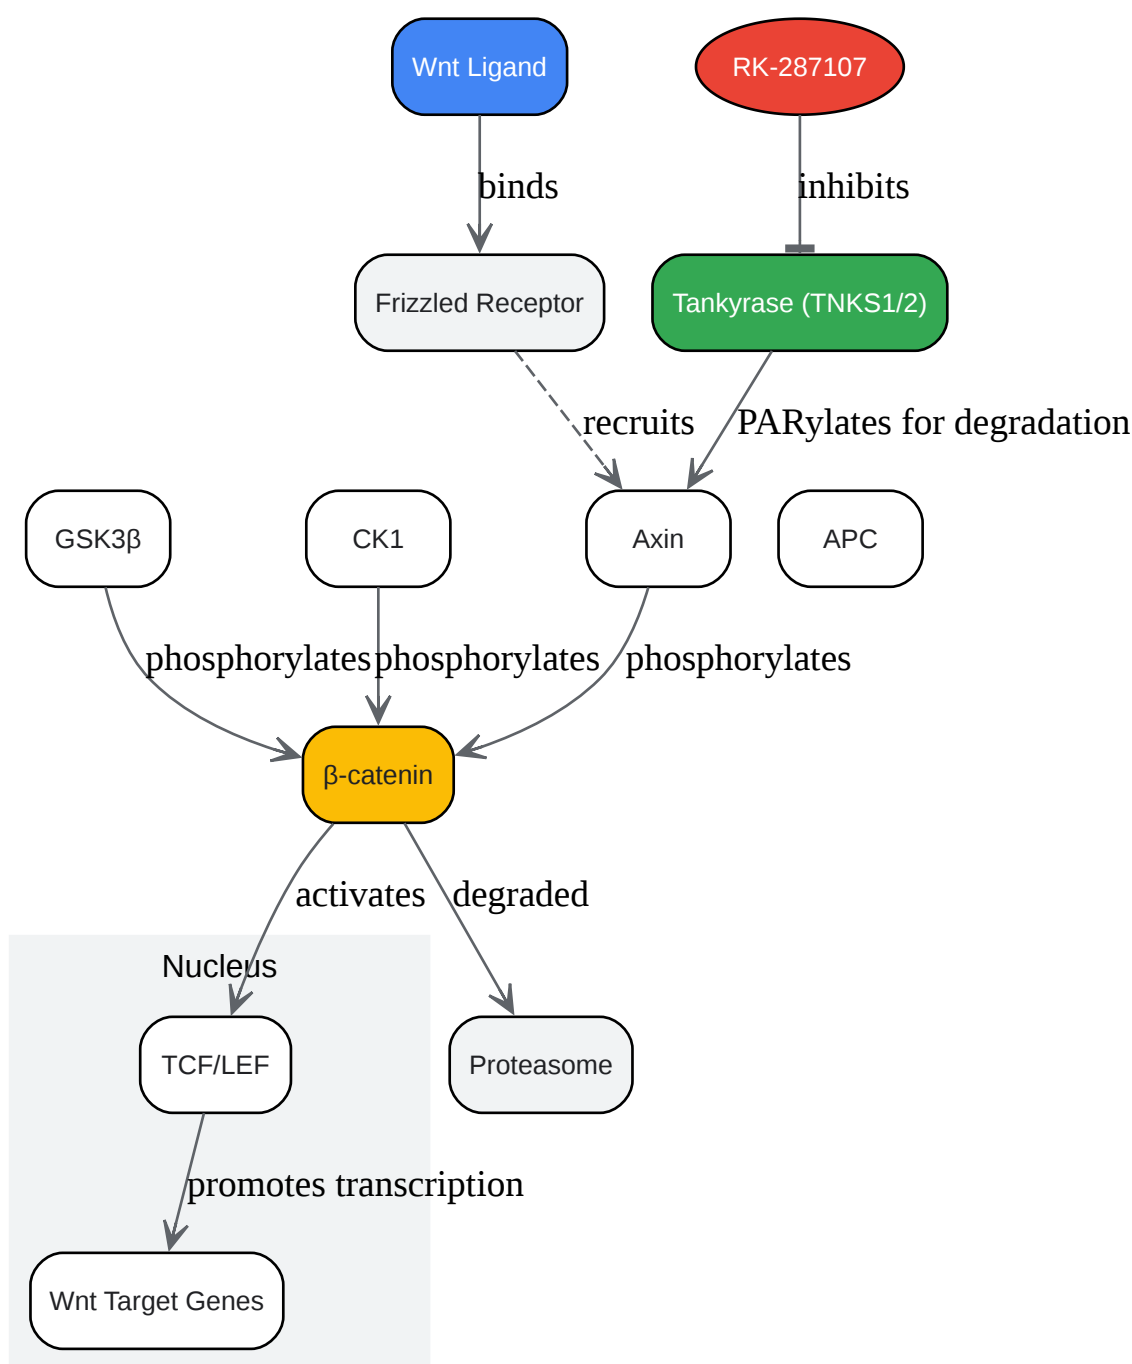 Wnt Ligand
RK-287107
binds
inhibits
Frizzled Receptor
Tankyrase (TNKS1/2)
recruits
PARylates for degradation
GSK3β
CK1
Axin
APC
phosphorylates
phosphorylates
phosphorylates
β-catenin
activates
degraded
Nucleus
TCF/LEF
Proteasome
promotes transcription
Wnt Target Genes